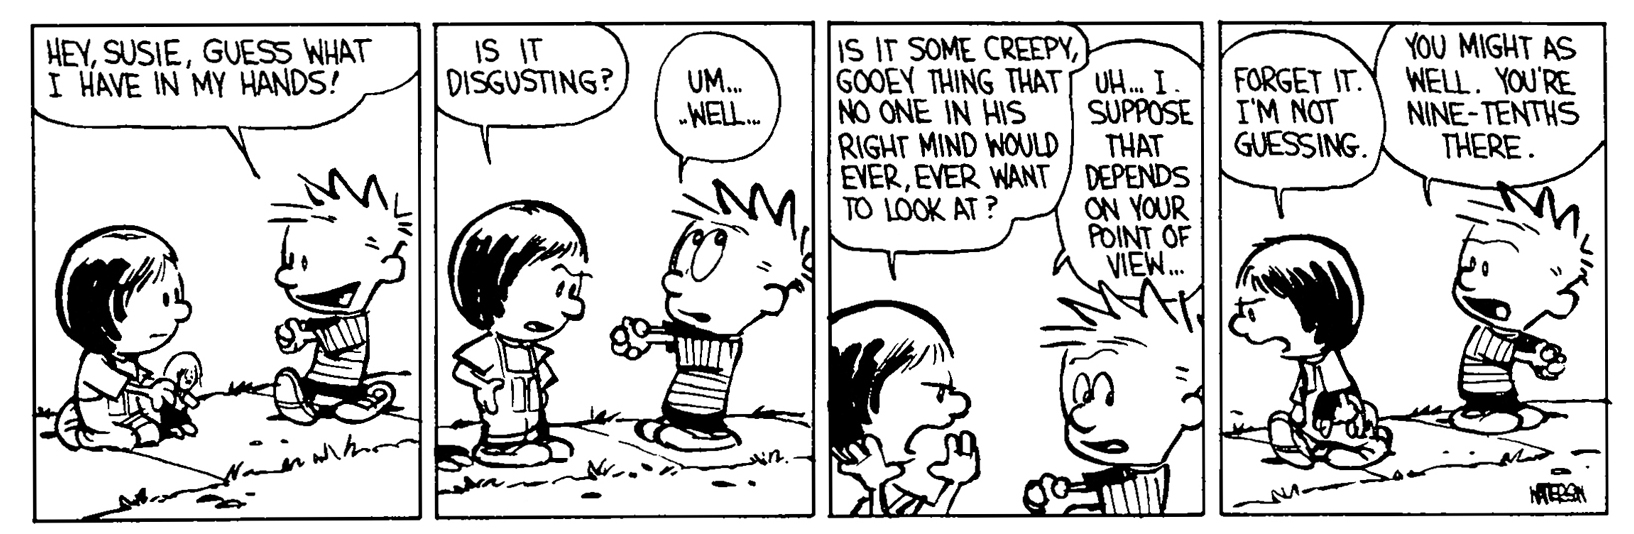 HEY, SUSIE, GUESS WHAT
I HAVE IN MY HANDS!
IS IT
DISGUSTING?
UM...
..WELL...
IS IT SOME CREEPY,
GOOEY THING THAT
NO ONE IN HIS
RIGHT MIND WOULD
EVER, EVER WANT
TO LOOK AT?
UH... I
SUPPOSE
THAT
DEPENDS
ON YOUR
POINT OF
VIEW...
FORGET IT.
I'M NOT
GUESSING.
YOU MIGHT AS
WELL. YOU'RE
NINE-TENTHS
THERE.
WATTERSON